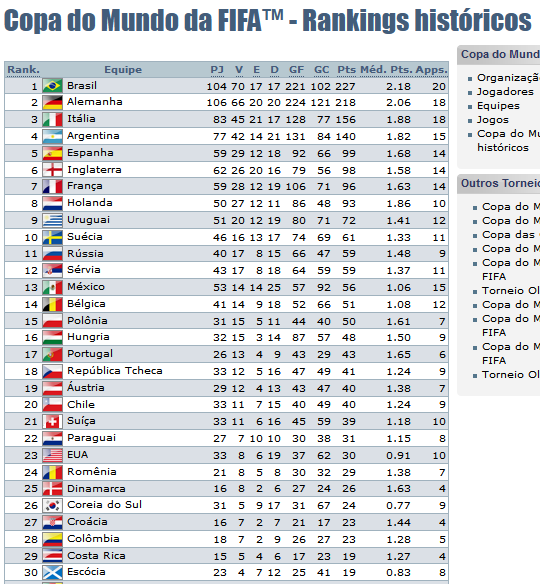 Copa do Mundo da FIFA™ - Rankings históricos
Rank. Equipe PJ V E D GF GC Pts Méd. Pts. Apps.
1 Brasil 104 70 17 17 221 102 227 2.18 20
2 Alemanha 106 66 20 20 224 121 218 2.06 18
3 Itália 83 45 21 17 128 77 156 1.88 18
4 Argentina 77 42 14 21 131 84 140 1.82 15
5 Espanha 59 29 12 18 92 66 99 1.68 14
6 Inglaterra 62 26 20 16 79 56 98 1.58 14
7 França 59 28 12 19 106 71 96 1.63 14
8 Holanda 50 27 12 11 86 48 93 1.86 10
9 Uruguai 51 20 12 19 80 71 72 1.41 12
10 Suécia 46 16 13 17 74 69 61 1.33 11
11 Rússia 40 17 8 15 66 47 59 1.48 9
12 Sérvia 43 17 8 18 64 59 59 1.37 11
13 México 53 14 14 25 57 92 56 1.06 15
14 Bélgica 41 14 9 18 52 66 51 1.08 12
15 Polônia 31 15 5 11 44 40 50 1.61 7
16 Hungria 32 15 3 14 87 57 48 1.50 9
17 Portugal 26 13 4 9 43 29 43 1.65 6
18 República Tcheca 33 12 5 16 47 49 41 1.24 9
19 Áustria 29 12 4 13 43 47 40 1.38 7
20 Chile 33 11 7 15 40 49 40 1.24 9
21 Suíça 33 11 6 16 45 59 39 1.18 10
22 Paraguai 27 7 10 10 30 38 31 1.15 8
23 EUA 33 8 6 19 37 62 30 0.91 10
24 Romênia 21 8 5 8 30 32 29 1.38 7
25 Dinamarca 16 8 2 6 27 24 26 1.63 4
26 Coreia do Sul 31 5 9 17 31 67 24 0.77 9
27 Croácia 16 7 2 7 21 17 23 1.44 4
28 Colômbia 18 7 2 9 26 27 23 1.28 5
29 Costa Rica 15 5 4 6 17 23 19 1.27 4
30 Escócia 23 4 7 12 25 41 19 0.83 8
Copa do Mund
Organizaçã
Jogadores
Equipes
Jogos
Copa do Mu
históricos
Outros Torneio
Copa do M
Copa do M
Copa das
Copa do M
Copa do M
FIFA
Torneio Ol
Copa do M
Copa do M
FIFA
Copa do M
FIFA
Torneio Ol